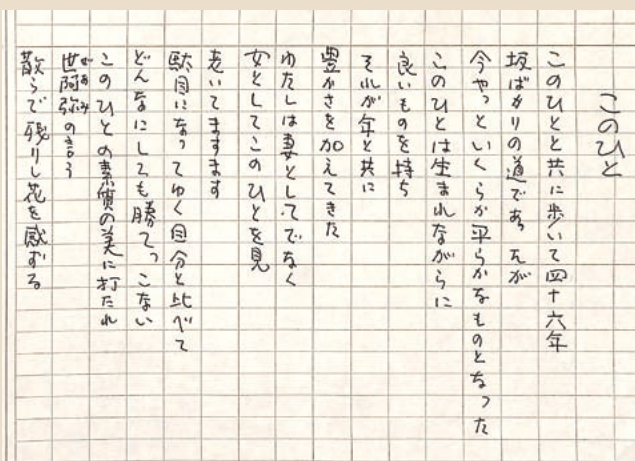 このひと
このひとと共に歩いて四十六年
坂ばかりの道であったが
今やっといくらか平らかなものとなった
このひとは生まれながらに
良いものを持ち
それが年と共に
豊かさを加えてきた
わたしは妻としてでなく
女としてこのひとを見
老いてますます
駄目になってゆく自分と比べて
どんなにしても勝てっこない
このひとの素質の美に打たれ
世阿弥の言う
散らで残りし花を感ずる